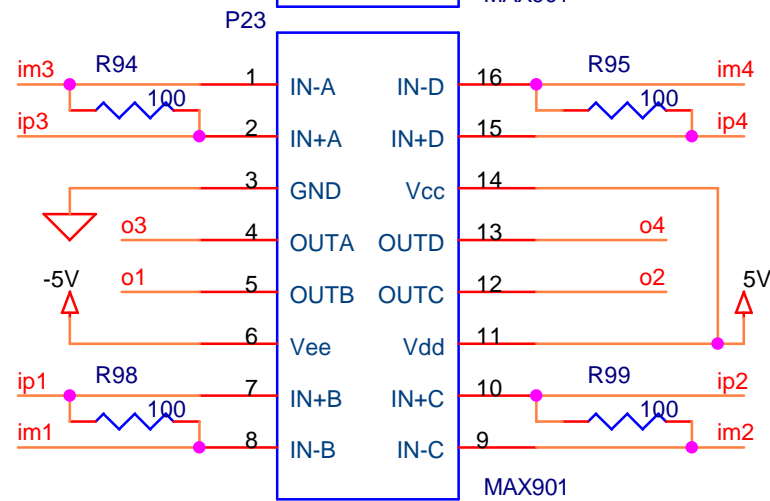 MAX901
P23
im3 R94 1 IN-A IN-D 16 R95 im4
100 100
ip3 2 IN+A IN+D 15 ip4
3 GND Vcc 14
o3 4 OUTA OUTD 13 o4
-5V o1 5 OUTB OUTC 12 o2 5V
6 Vee Vdd 11
ip1 R98 7 IN+B IN+C 10 R99 ip2
100 100
im1 8 IN-B IN-C 9 im2
MAX901